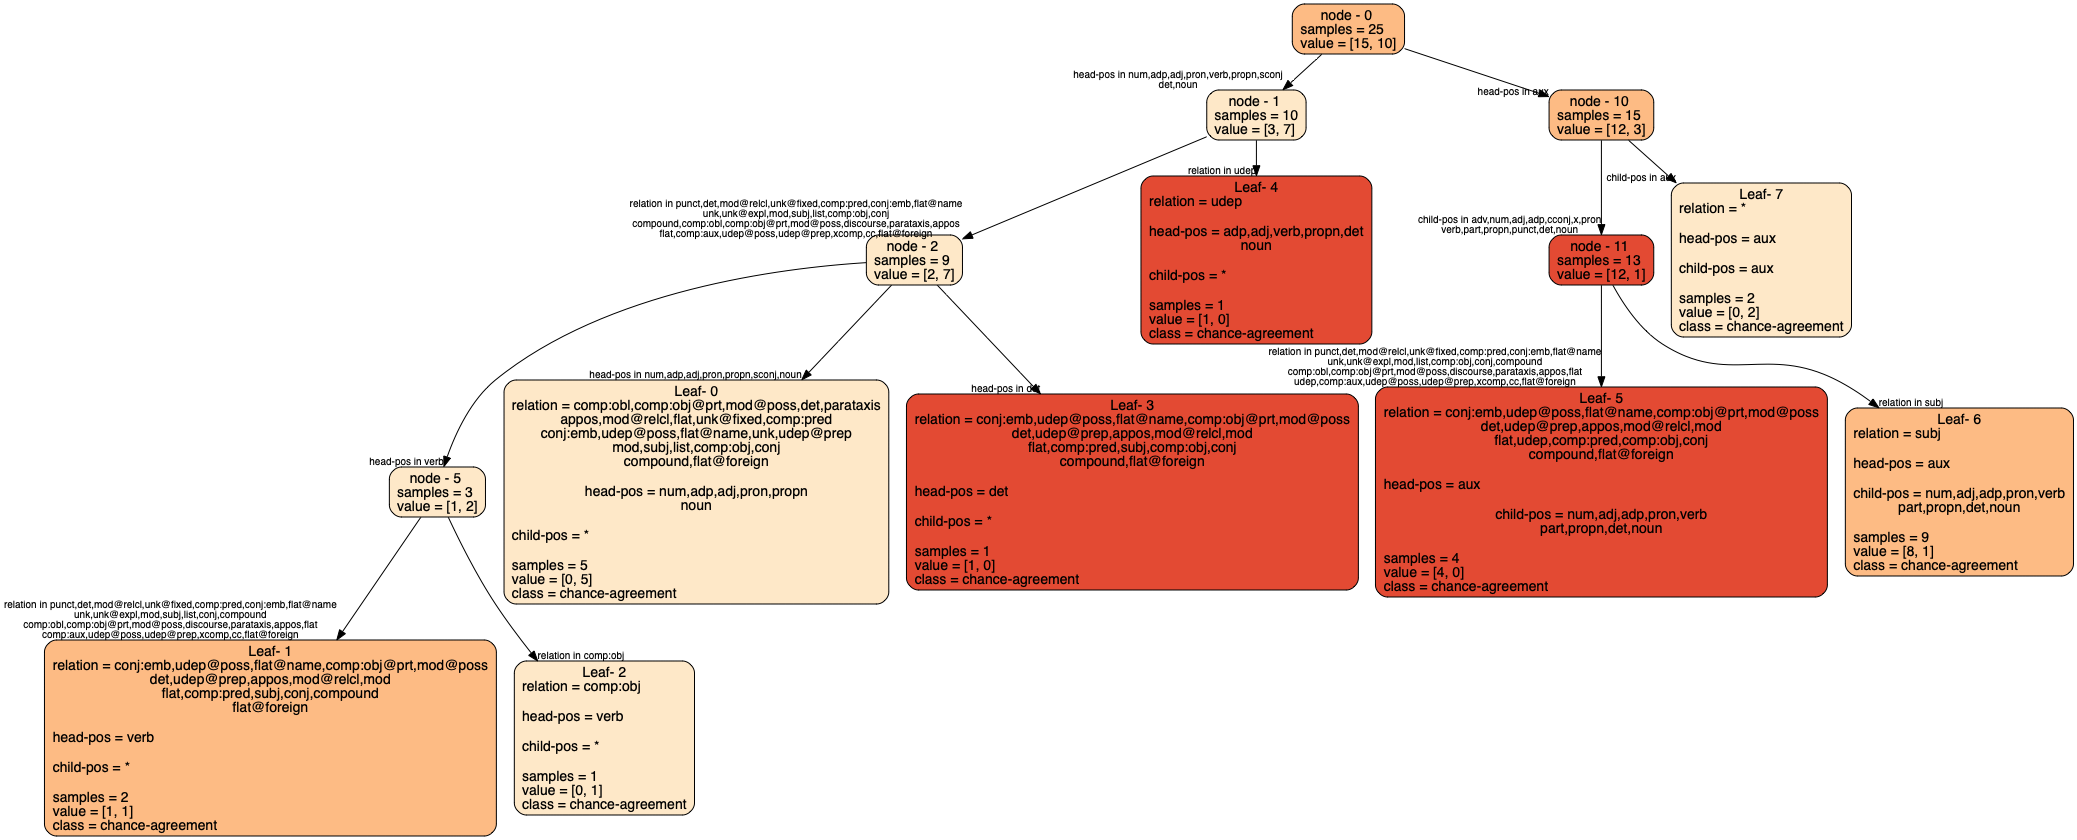 node - 0
samples = 25
value = [15, 10]
head-pos in num,adp,adj,pron,verb,propn,sconj
det,noun
node - 1
samples = 10
value = [3, 7]
head-pos in aux
node - 10
samples = 15
value = [12, 3]
relation in punct,det,mod@relcl,unk@fixed,comp:pred,conj:emb,flat@name
unk,unk@expl,mod,subj,list,comp:obj,conj
compound,comp:obl,comp:obj@prt,mod@poss,discourse,parataxis,appos
flat,comp:aux,udep@poss,udep@prep,xcomp,cc,flat@foreign
node - 2
samples = 9
value = [2, 7]
relation in udep
Leaf- 4
relation = udep
head-pos = adp,adj,verb,propn,det
noun
child-pos = *
samples = 1
value = [1, 0]
class = chance-agreement
child-pos in adv,num,adj,adp,cconj,x,pron
verb,part,propn,punct,det,noun
node - 11
samples = 13
value = [12, 1]
child-pos in aux
Leaf- 7
relation = *
head-pos = aux
child-pos = aux
samples = 2
value = [0, 2]
class = chance-agreement
head-pos in verb
node - 5
samples = 3
value = [1, 2]
head-pos in num,adp,adj,pron,propn,sconj,noun
Leaf- 0
relation = comp:obl,comp:obj@prt,mod@poss,det,parataxis
appos,mod@relcl,flat,unk@fixed,comp:pred
conj:emb,udep@poss,flat@name,unk,udep@prep
mod,subj,list,comp:obj,conj
compound,flat@foreign
head-pos = num,adp,adj,pron,propn
noun
child-pos = *
samples = 5
value = [0, 5]
class = chance-agreement
head-pos in det
Leaf- 3
relation = conj:emb,udep@poss,flat@name,comp:obj@prt,mod@poss
det,udep@prep,appos,mod@relcl,mod
flat,comp:pred,subj,comp:obj,conj
compound,flat@foreign
head-pos = det
child-pos = *
samples = 1
value = [1, 0]
class = chance-agreement
relation in punct,det,mod@relcl,unk@fixed,comp:pred,conj:emb,flat@name
unk,unk@expl,mod,list,comp:obj,conj,compound
comp:obl,comp:obj@prt,mod@poss,discourse,parataxis,appos,flat
udep,comp:aux,udep@poss,udep@prep,xcomp,cc,flat@foreign
Leaf- 5
relation = conj:emb,udep@poss,flat@name,comp:obj@prt,mod@poss
det,udep@prep,appos,mod@relcl,mod
flat,udep,comp:pred,comp:obj,conj
compound,flat@foreign
head-pos = aux
child-pos = num,adj,adp,pron,verb
part,propn,det,noun
samples = 4
value = [4, 0]
class = chance-agreement
relation in subj
Leaf- 6
relation = subj
head-pos = aux
child-pos = num,adj,adp,pron,verb
part,propn,det,noun
samples = 9
value = [8, 1]
class = chance-agreement
relation in punct,det,mod@relcl,unk@fixed,comp:pred,conj:emb,flat@name
unk,unk@expl,mod,subj,list,conj,compound
comp:obl,comp:obj@prt,mod@poss,discourse,parataxis,appos,flat
comp:aux,udep@poss,udep@prep,xcomp,cc,flat@foreign
Leaf- 1
relation = conj:emb,udep@poss,flat@name,comp:obj@prt,mod@poss
det,udep@prep,appos,mod@relcl,mod
flat,comp:pred,subj,conj,compound
flat@foreign
head-pos = verb
child-pos = *
samples = 2
value = [1, 1]
class = chance-agreement
relation in comp:obj
Leaf- 2
relation = comp:obj
head-pos = verb
child-pos = *
samples = 1
value = [0, 1]
class = chance-agreement